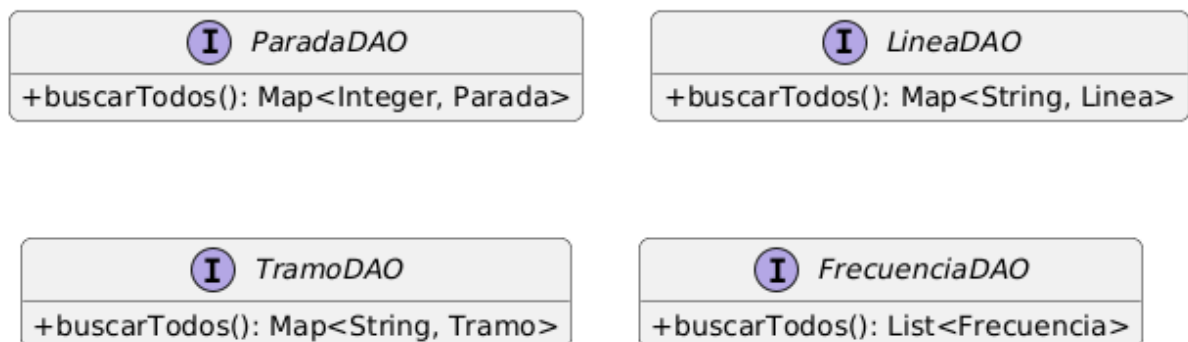 I ParadaDAO
+buscarTodos(): Map<Integer, Parada>
I LineaDAO
+buscarTodos(): Map<String, Linea>
I TramoDAO
+buscarTodos(): Map<String, Tramo>
I FrecuenciaDAO
+buscarTodos(): List<Frecuencia>